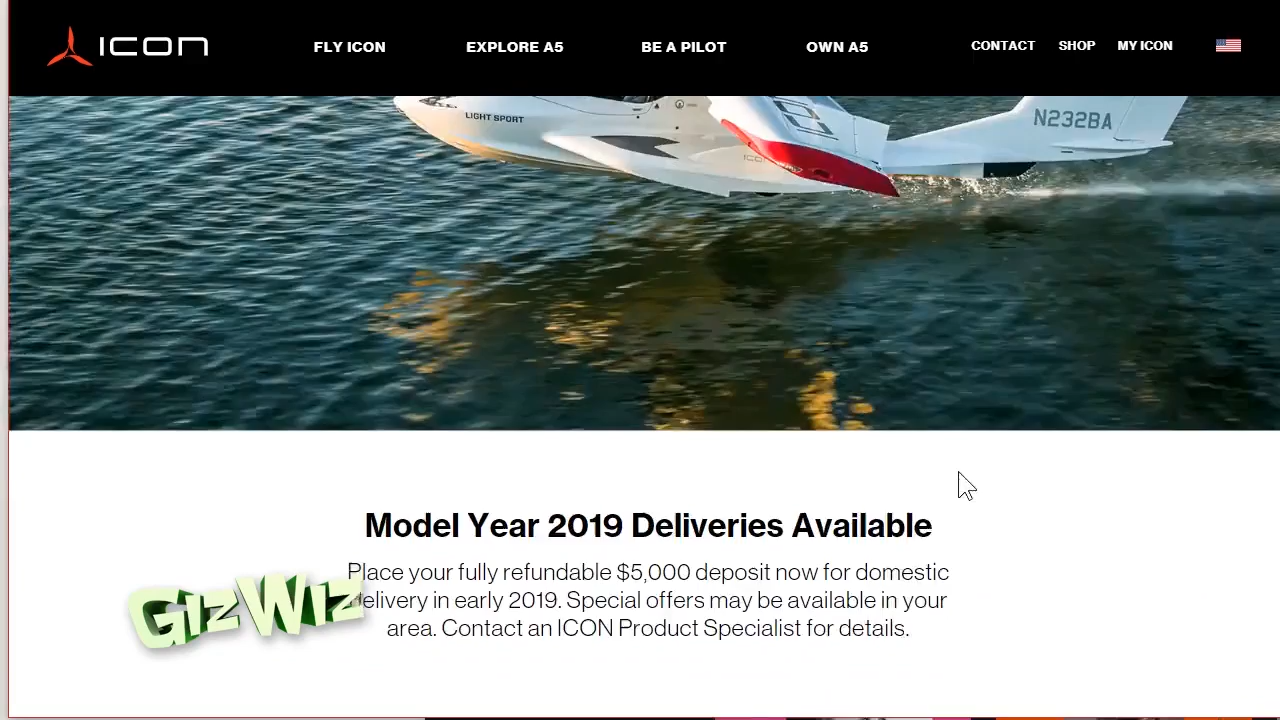 ICON
FLY ICON
EXPLORE A5
BE A PILOT
OWN A5
CONTACT
SHOP
MY ICON
LIGHT SPORT
N232BA
ICON
Model Year 2019 Deliveries Available
Place your fully refundable $5,000 deposit now for domestic
delivery in early 2019. Special offers may be available in your
area. Contact an ICON Product Specialist for details.
GizWiz